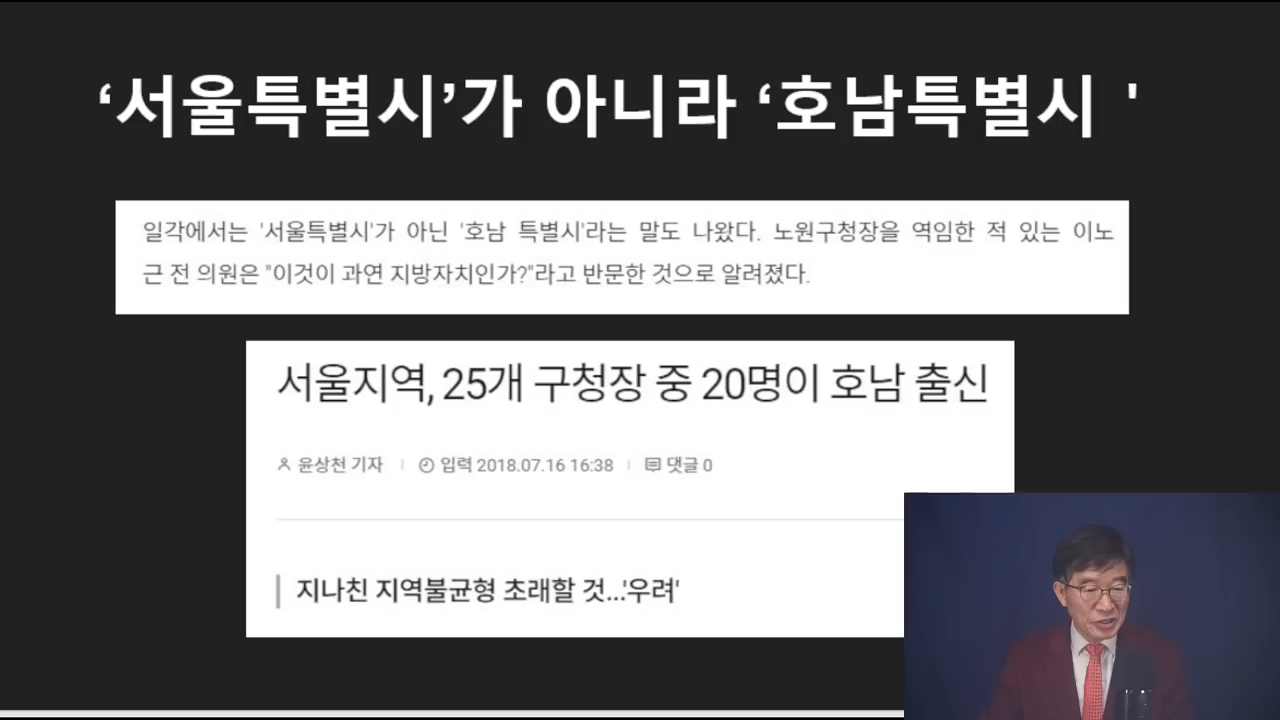 ‘서울특별시’가 아니라 ‘호남특별시 '
일각에서는 '서울특별시'가 아닌 '호남 특별시'라는 말도 나왔다. 노원구청장을 역임한 적 있는 이노
근 전 의원은 "이것이 과연 지방자치인가?"라고 반문한 것으로 알려졌다.
서울지역, 25개 구청장 중 20명이 호남 출신
윤상천 기자 입력 2018.07.16 16:38 댓글 0
지나친 지역불균형 초래할 것...'우려'